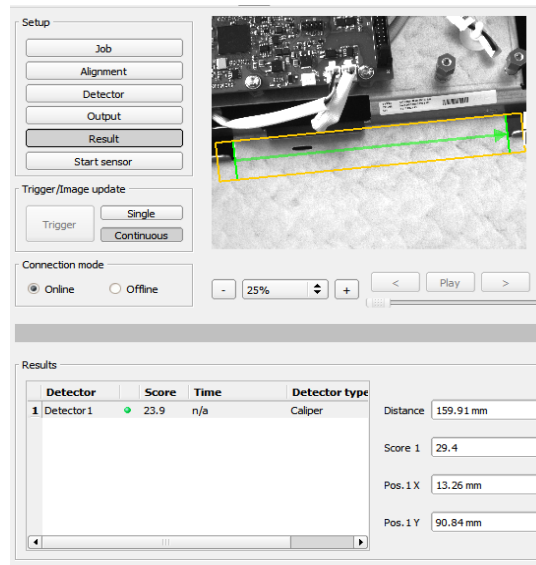 Setup
Job
Alignment
Detector
Output
Result
Start sensor
Trigger/Image update
Trigger
Single
Continuous
Connection mode
Online
Offline
- 25% + < Play >
Results
Detector Score Time Detector type
1 Detector1 23.9 n/a Caliper
Distance 159.91 mm
Score 1 29.4
Pos.1 X 13.26 mm
Pos.1 Y 90.84 mm